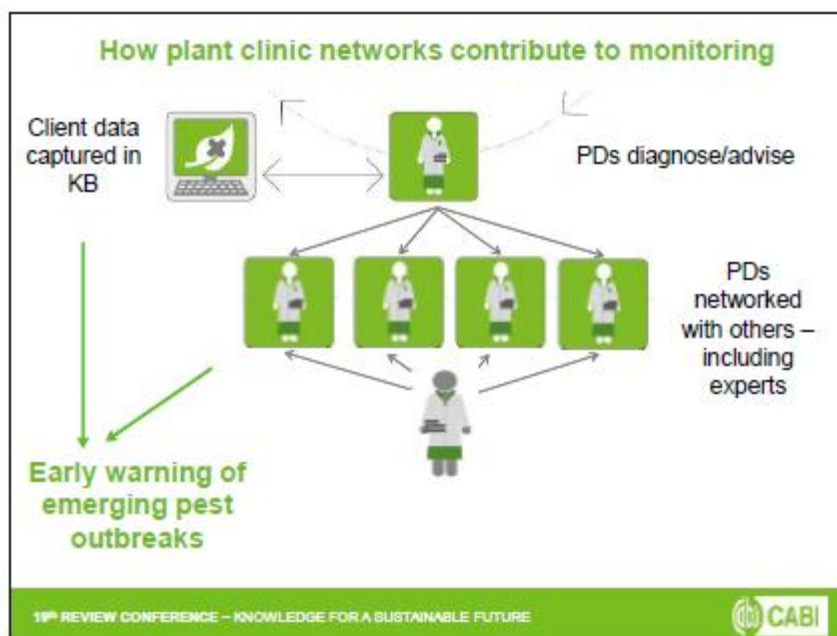 How plant clinic networks contribute to monitoring
Client data
captured in
KB
PDs diagnose/advise
PDs
networked
with others –
including
experts
Early warning of
emerging pest
outbreaks
19th REVIEW CONFERENCE – KNOWLEDGE FOR A SUSTAINABLE FUTURE
CABI